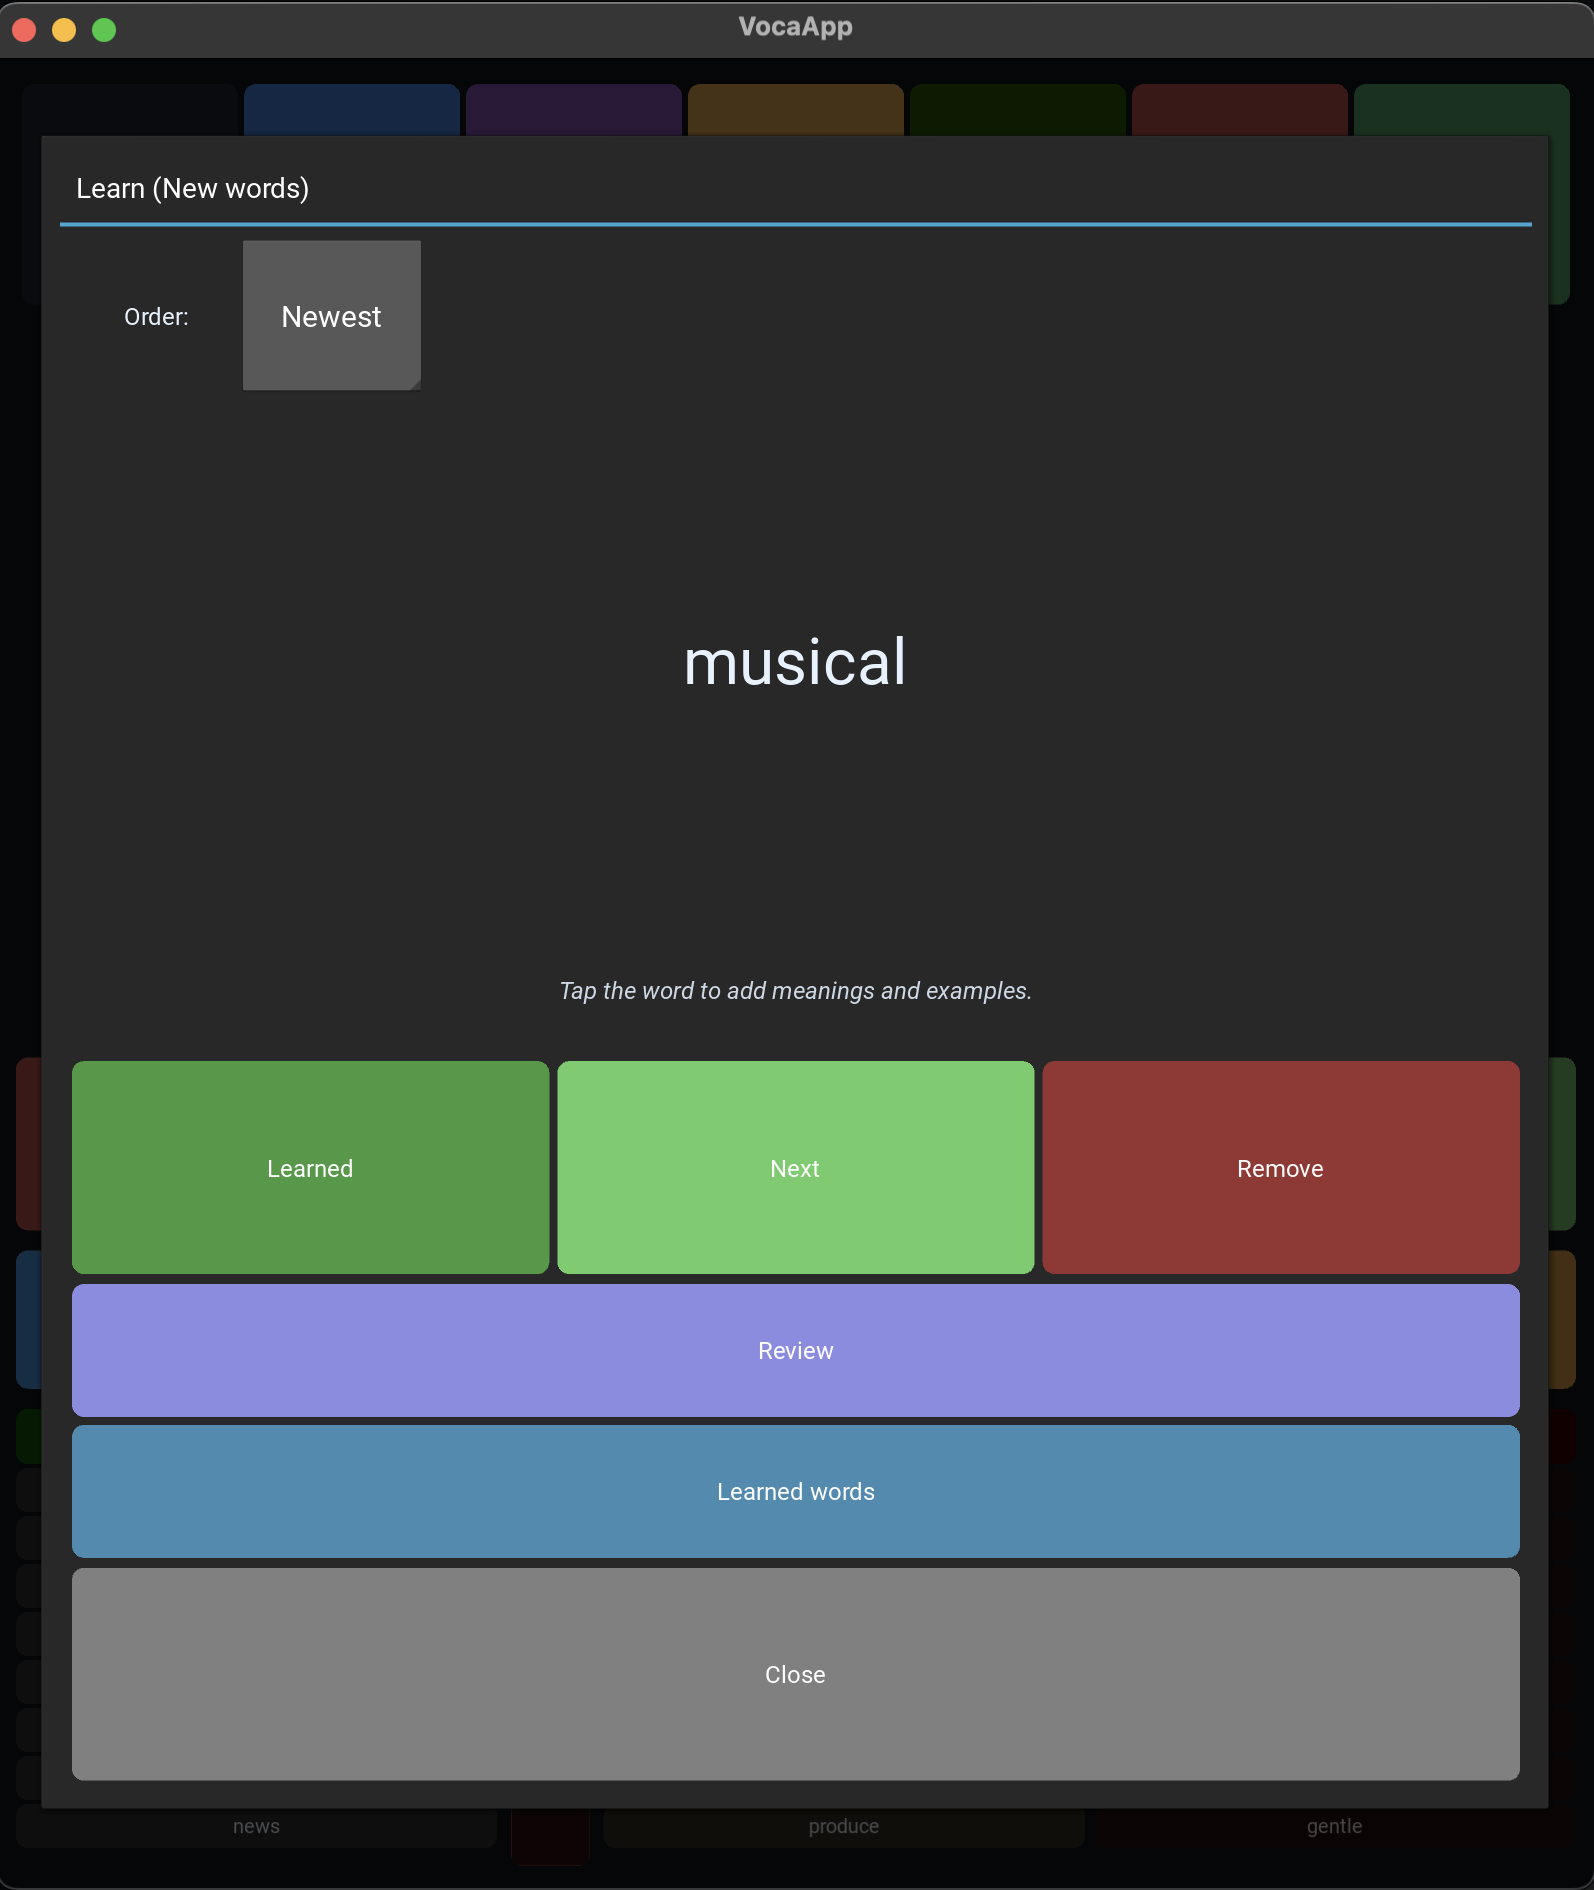 VocaApp
Learn (New words)
Order:
Newest
musical
Tap the word to add meanings and examples.
Learned
Next
Remove
Review
Learned words
Close
news
produce
gentle